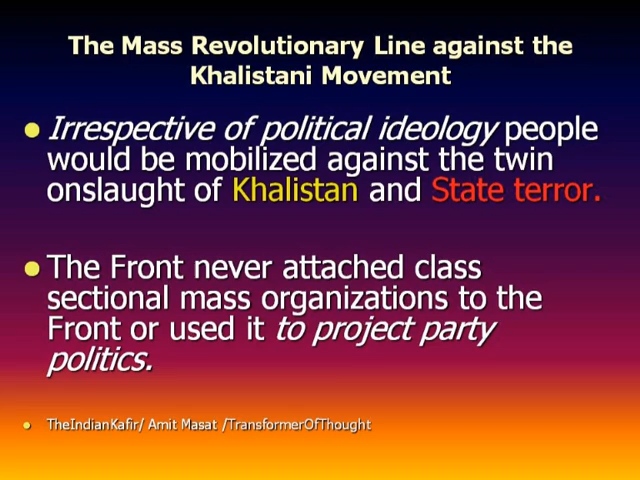 The Mass Revolutionary Line against the
Khalistani Movement
Irrespective of political ideology people
would be mobilized against the twin
onslaught of Khalistan and State terror.
The Front never attached class
sectional mass organizations to the
Front or used it to project party
politics.
TheIndianKafir/ Amit Masat /TransformerOfThought